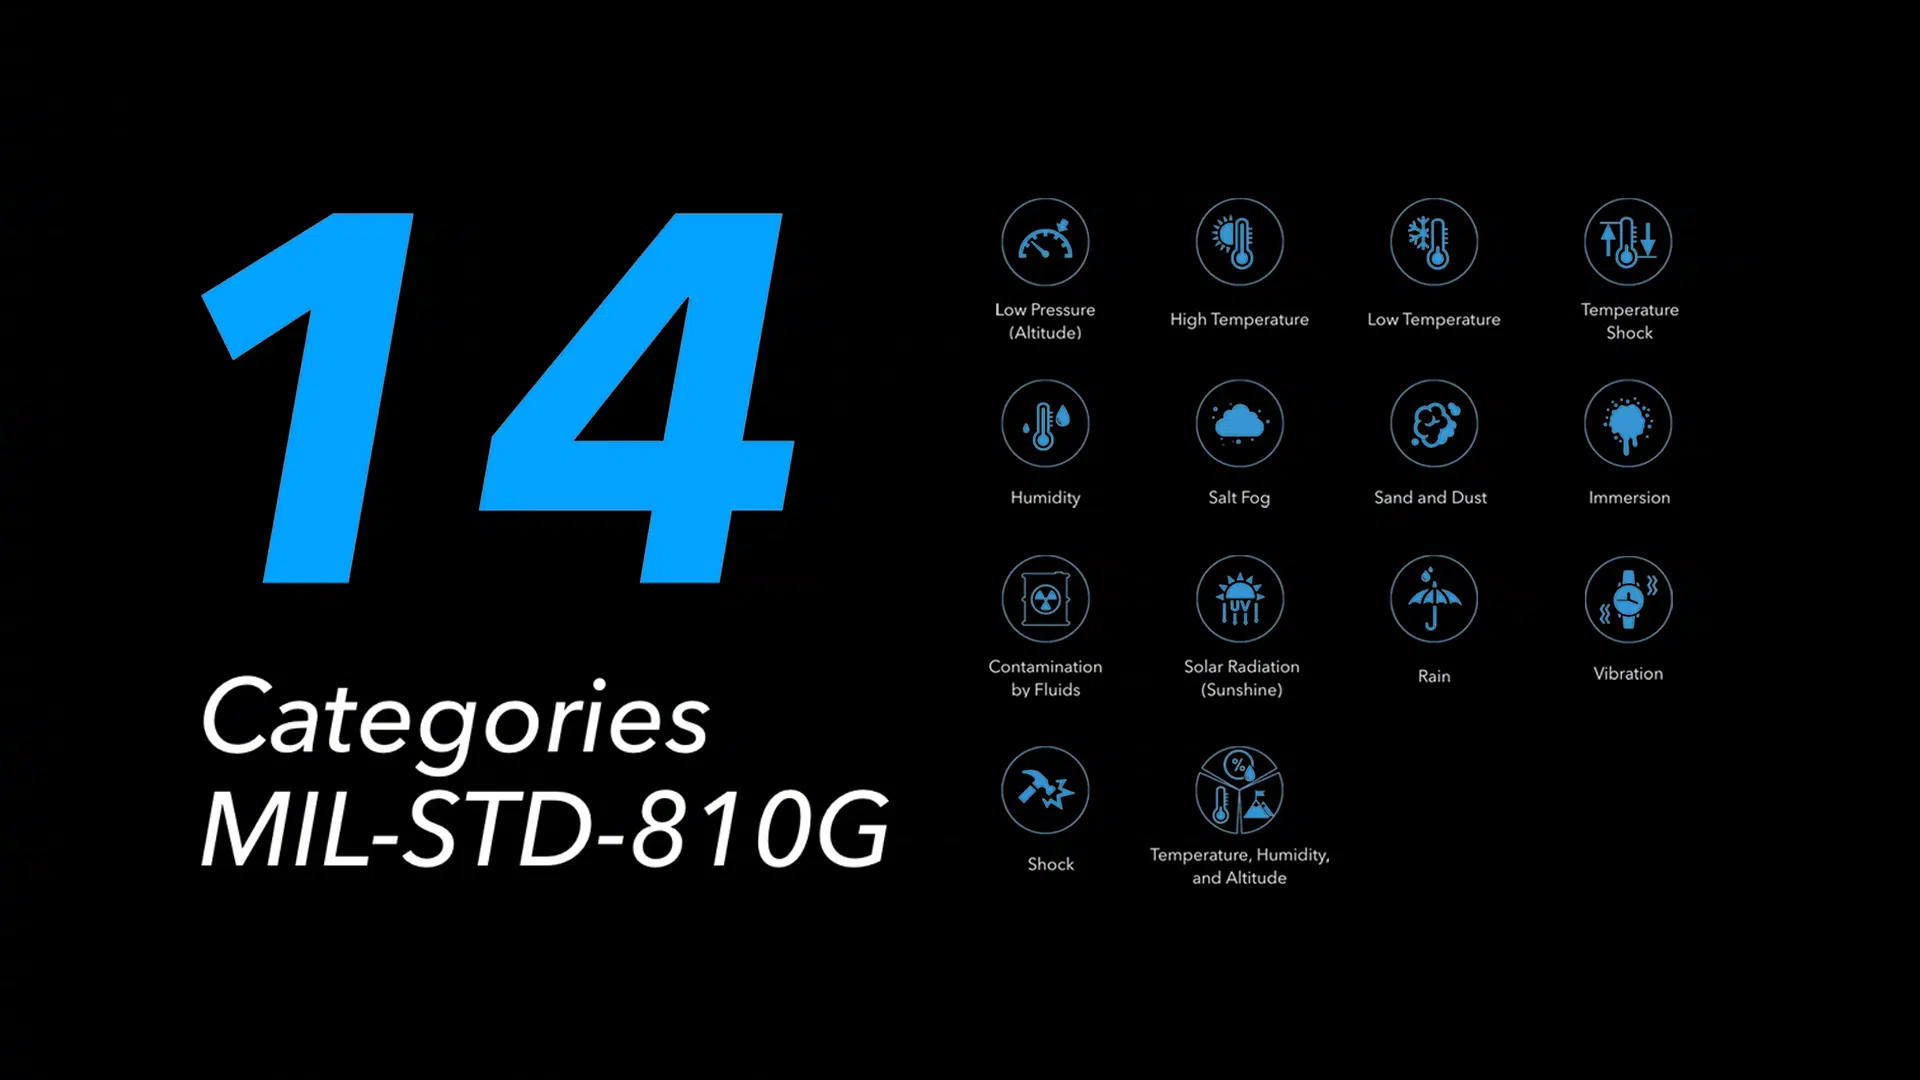 14
Categories
MIL-STD-810G
Low Pressure
(Altitude)
High Temperature
Low Temperature
Temperature
Shock
Humidity
Salt Fog
Sand and Dust
Immersion
Contamination
by Fluids
UV
Solar Radiation
(Sunshine)
Rain
Vibration
Shock
%
Temperature, Humidity,
and Altitude